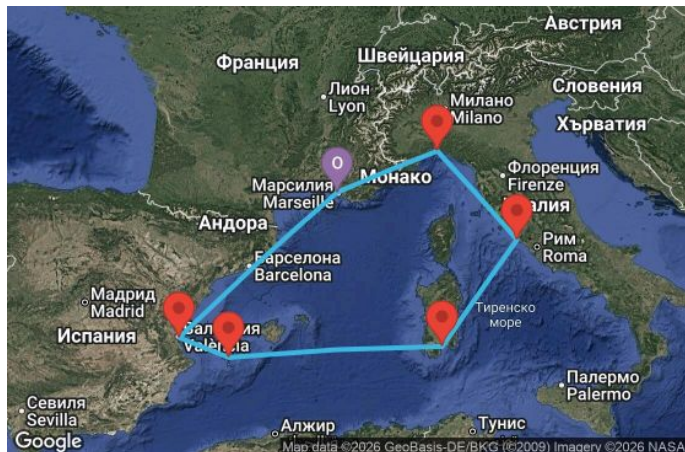 Австрия
Швейцария
Франция
Словения
Лион
Lyon
Милано
Milano
Хърватия
O
Марсилия
Marseille
Монако
Флоренция
Firenze
Андора
Рим
Roma
Барселона
Barcelona
Мадрид
Madrid
Тиренско
море
Испания
València
Палермо
Palermo
Севиля
Sevilla
Алжир
Тунис
Google
Map data ©2026 GeoBasis-DE/BKG (©2009) Imagery ©2026 NASA